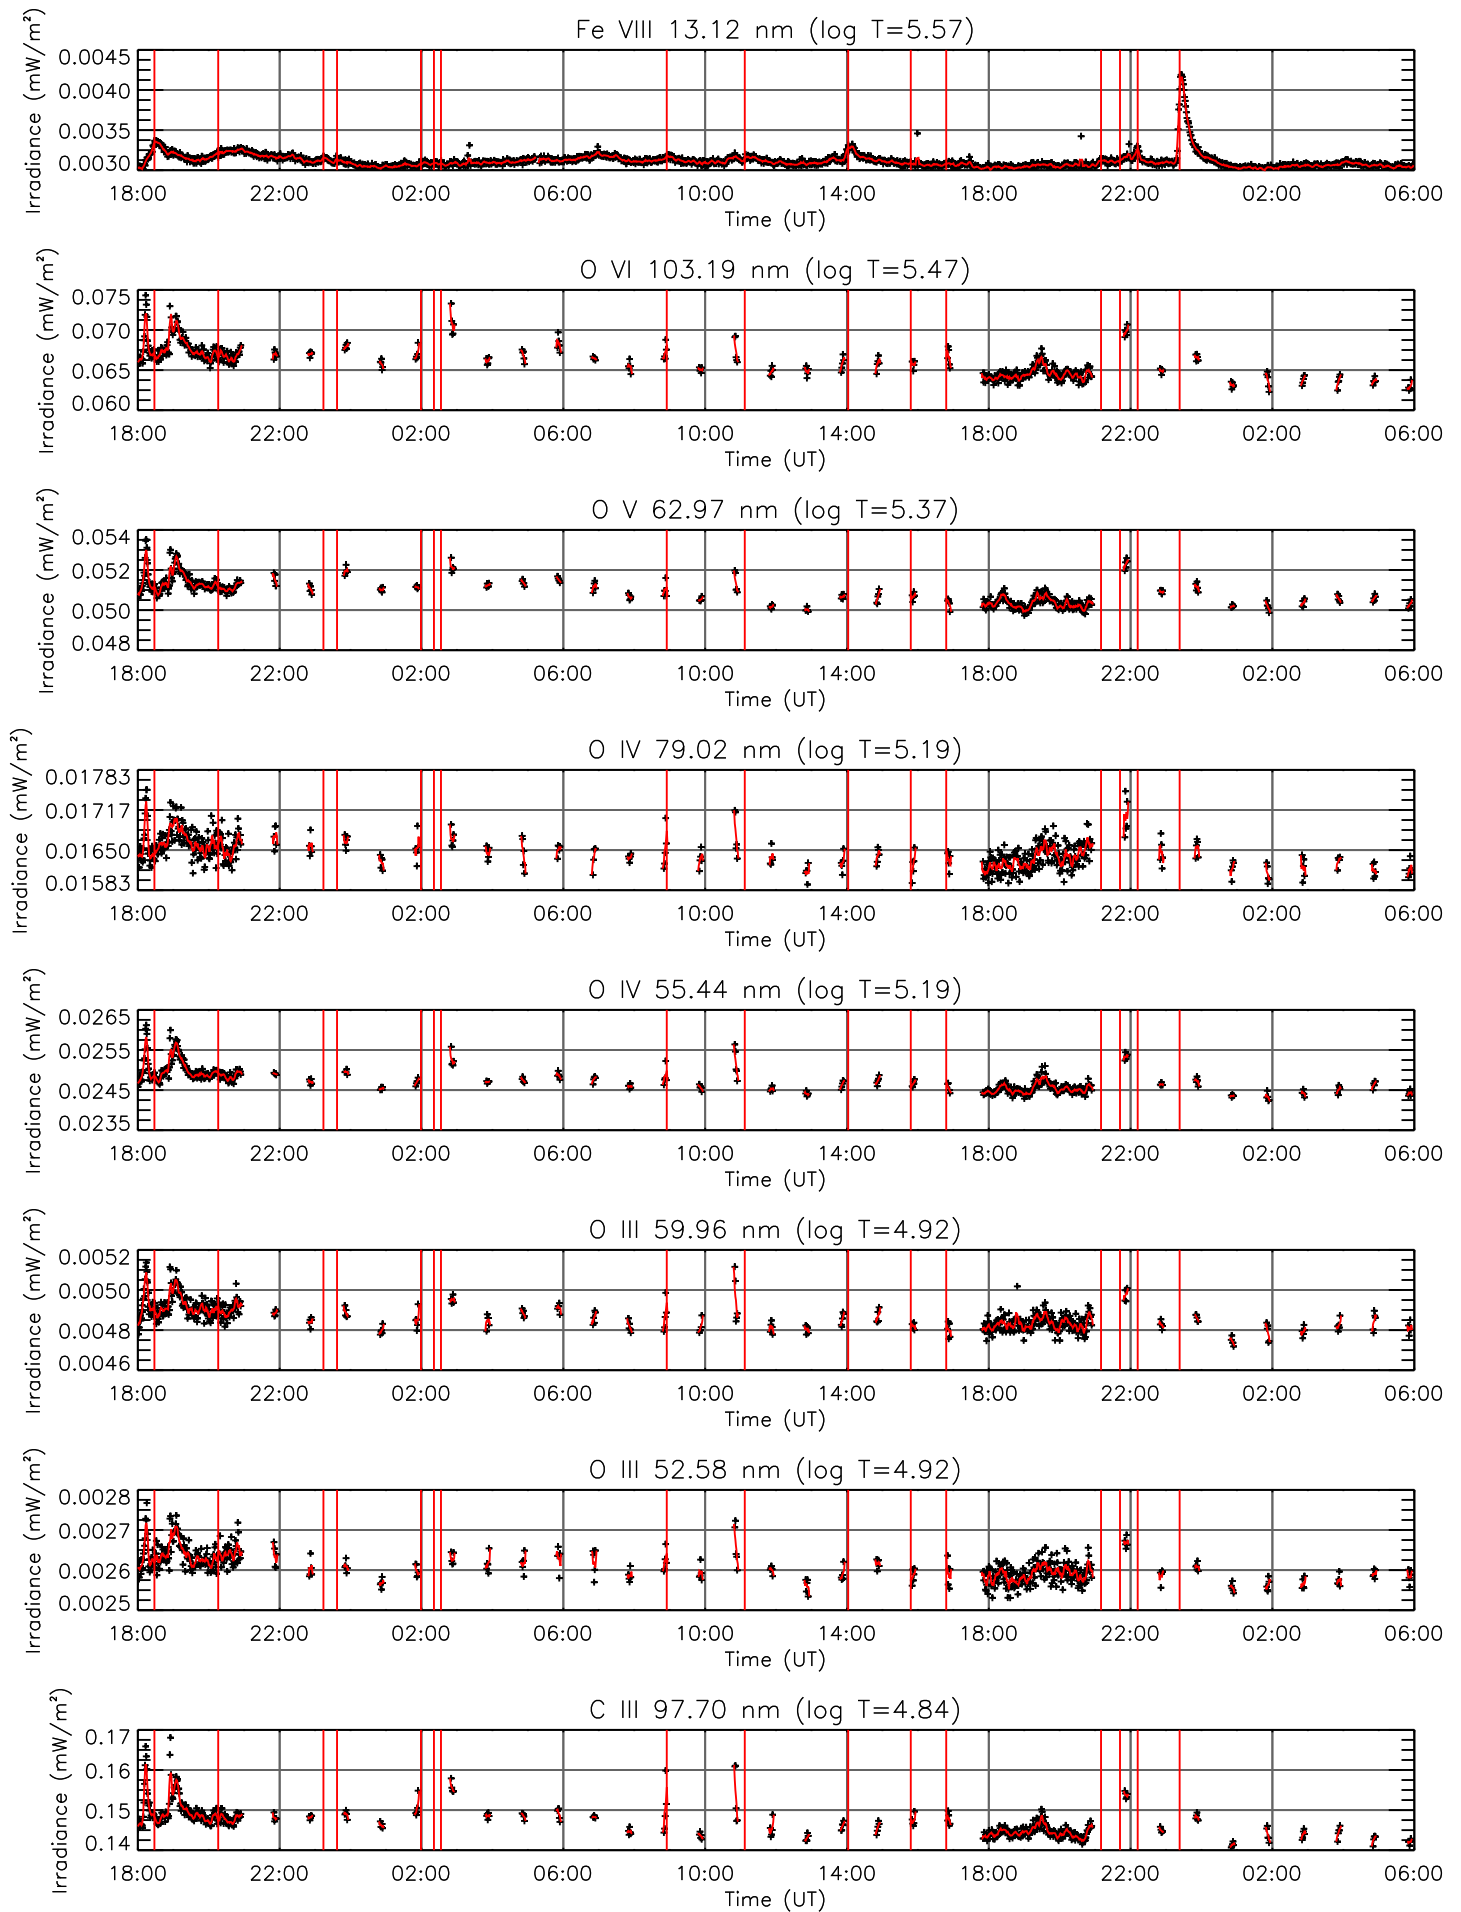 Fe VIII 13.12 nm (log T=5.57)
Irradiance (mW/m²)
0.0045
0.0040
0.0035
0.0030
18:00 22:00 02:00 06:00 10:00 14:00 18:00 22:00 02:00 06:00
Time (UT)
O VI 103.19 nm (log T=5.47)
Irradiance (mW/m²)
0.075
0.070
0.065
0.060
18:00 22:00 02:00 06:00 10:00 14:00 18:00 22:00 02:00 06:00
Time (UT)
O V 62.97 nm (log T=5.37)
Irradiance (mW/m²)
0.054
0.052
0.050
0.048
18:00 22:00 02:00 06:00 10:00 14:00 18:00 22:00 02:00 06:00
Time (UT)
O IV 79.02 nm (log T=5.19)
Irradiance (mW/m²)
0.01783
0.01717
0.01650
0.01583
18:00 22:00 02:00 06:00 10:00 14:00 18:00 22:00 02:00 06:00
Time (UT)
O IV 55.44 nm (log T=5.19)
Irradiance (mW/m²)
0.0265
0.0255
0.0245
0.0235
18:00 22:00 02:00 06:00 10:00 14:00 18:00 22:00 02:00 06:00
Time (UT)
O III 59.96 nm (log T=4.92)
Irradiance (mW/m²)
0.0052
0.0050
0.0048
0.0046
18:00 22:00 02:00 06:00 10:00 14:00 18:00 22:00 02:00 06:00
Time (UT)
O III 52.58 nm (log T=4.92)
Irradiance (mW/m²)
0.0028
0.0027
0.0026
0.0025
18:00 22:00 02:00 06:00 10:00 14:00 18:00 22:00 02:00 06:00
Time (UT)
C III 97.70 nm (log T=4.84)
Irradiance (mW/m²)
0.17
0.16
0.15
0.14
18:00 22:00 02:00 06:00 10:00 14:00 18:00 22:00 02:00 06:00
Time (UT)